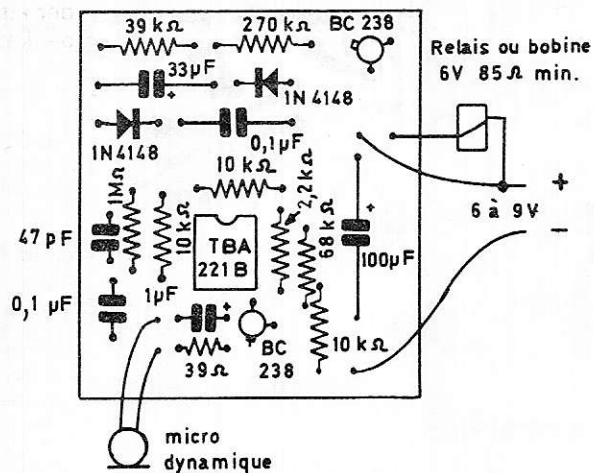 39 kΩ
270 kΩ
BC 238
33µF
+
1N 4148
1N4148
0,1µF
Relais ou bobine
6V 85Ω min.
10 kΩ
1MΩ
10 kΩ
2,2 kΩ
68 kΩ
+
100µF
47 pF
TBA
221 B
0,1 µF
1µF
+
39Ω
BC
238
10 kΩ
+
6 à 9V
−
micro
dynamique